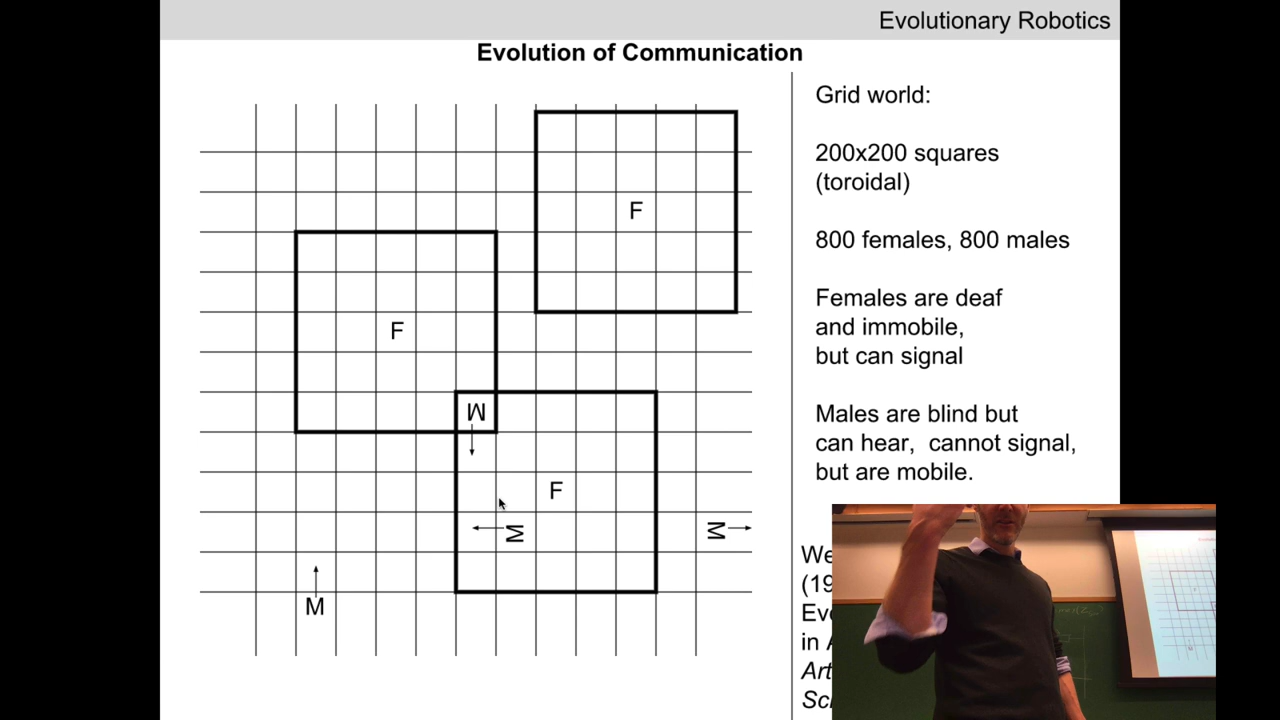 Evolutionary Robotics
Evolution of Communication
F
F
M
F
M
M
M
Grid world:
200x200 squares
(toroidal)
800 females, 800 males
Females are deaf
and immobile,
but can signal
Males are blind but
can hear, cannot signal,
but are mobile.
in